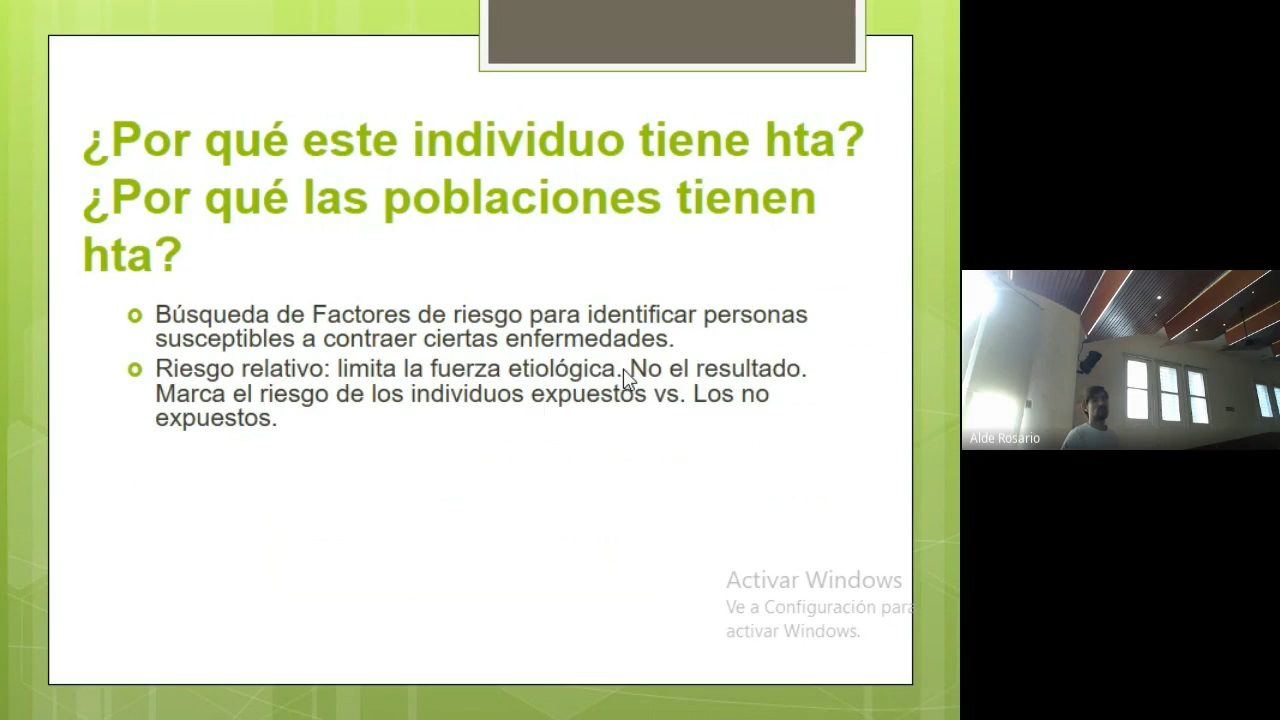 ¿Por qué este individuo tiene hta?
¿Por qué las poblaciones tienen
hta?
Búsqueda de Factores de riesgo para identificar personas
susceptibles a contraer ciertas enfermedades.
Riesgo relativo: limita la fuerza etiológica. No el resultado.
Marca el riesgo de los individuos expuestos vs. Los no
expuestos.
Alde Rosario
Activar Windows
Ve a Configuración para
activar Windows.